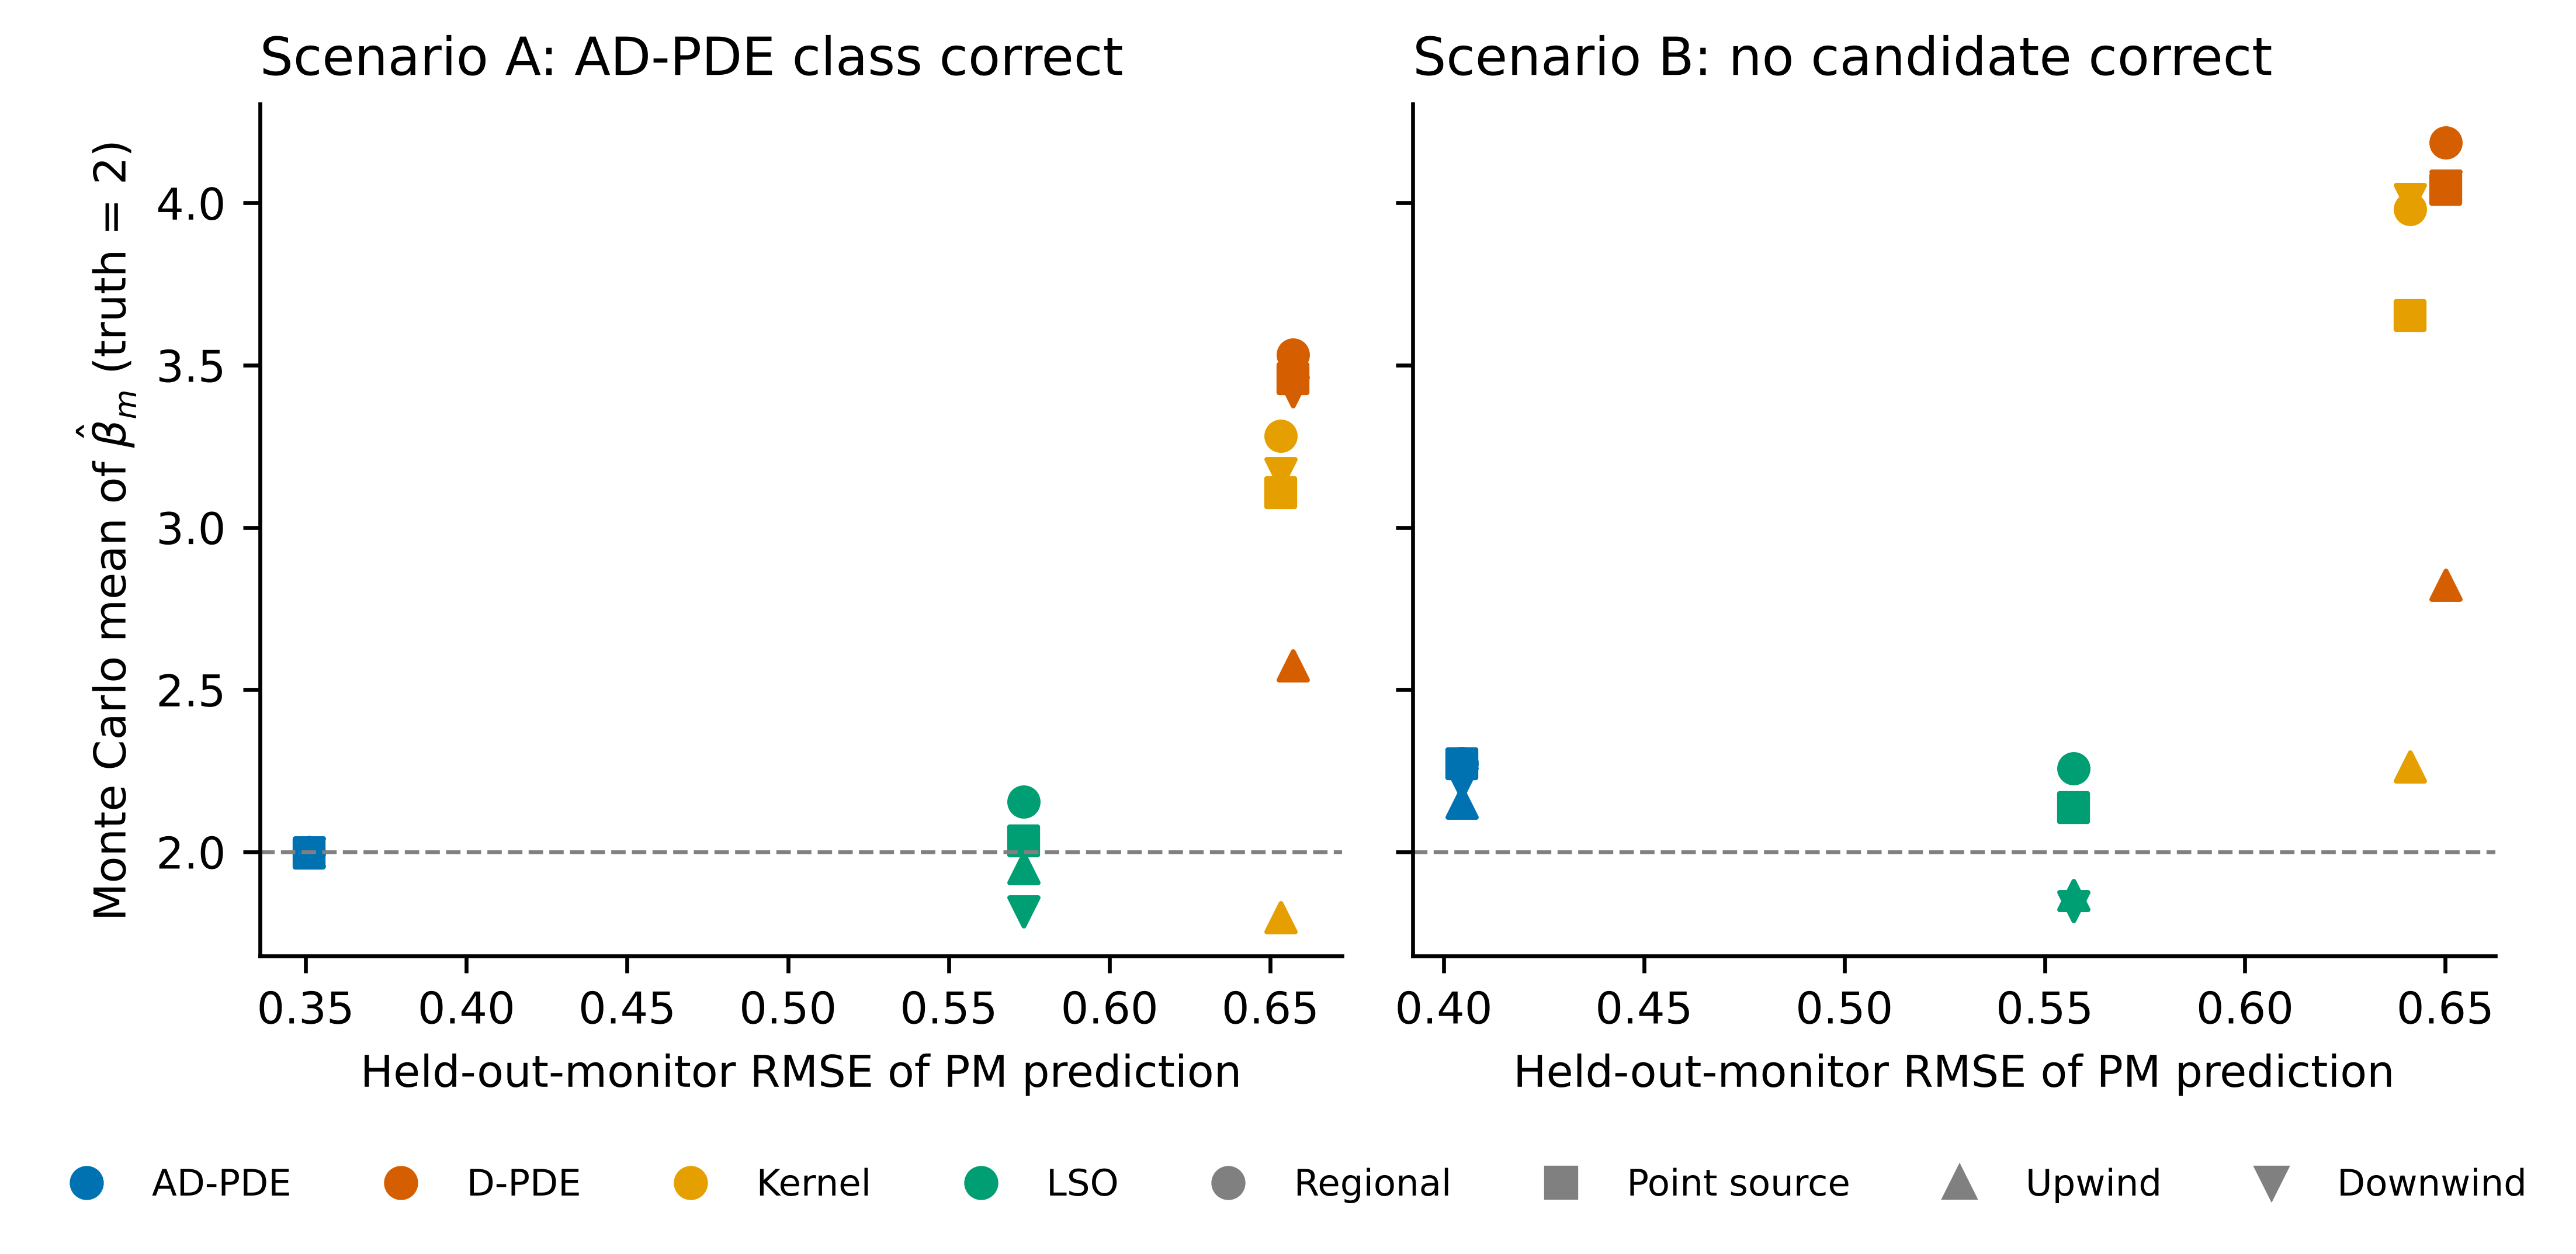 Scenario A: AD-PDE class correct
Scenario B: no candidate correct
Monte Carlo mean of β̂ₘ (truth = 2)
4.0
3.5
3.0
2.5
2.0
0.35 0.40 0.45 0.50 0.55 0.60 0.65
0.40 0.45 0.50 0.55 0.60 0.65
Held-out-monitor RMSE of PM prediction
Held-out-monitor RMSE of PM prediction
AD-PDE D-PDE Kernel LSO Regional Point source Upwind Downwind